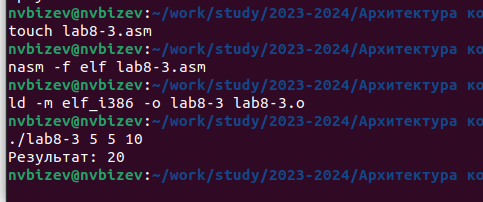 nvbizev@nvbizev:~/work/study/2023-2024/Архитектура
touch lab8-3.asm
nvbizev@nvbizev:~/work/study/2023-2024/Архитектура ко
nasm -f elf lab8-3.asm
nvbizev@nvbizev:~/work/study/2023-2024/Архитектура ко
ld -m elf_i386 -o lab8-3 lab8-3.o
nvbizev@nvbizev:~/work/study/2023-2024/Архитектура ко
./lab8-3 5 5 10
Результат: 20
nvbizev@nvbizev:~/work/study/2023-2024/Архитектура ко